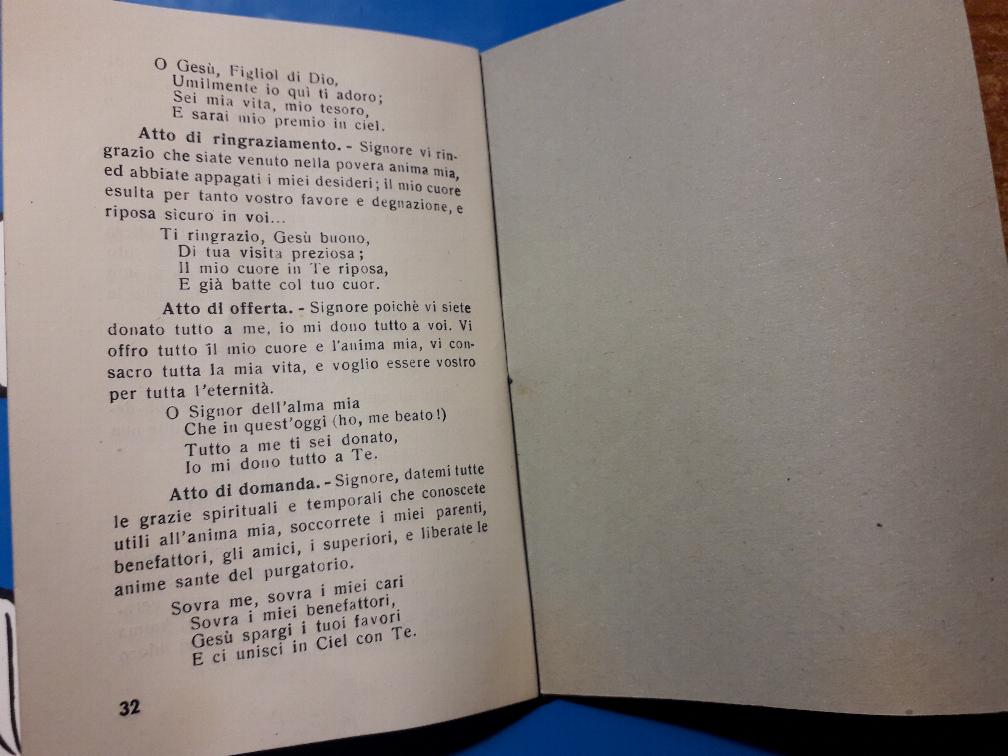 O Gesù, Figliol di Dio,
Umilmente io qui ti adoro;
Sei mia vita, mio tesoro,
E sarai mio premio in ciel.
Atto di ringraziamento. - Signore vi rin-
grazio che siate venuto nella povera anima mia,
ed abbiate appagati i miei desideri; il mio cuore
esulta per tanto vostro favore e degnazione, e
riposa sicuro in voi...
Ti ringrazio, Gesù buono,
Di tua visita preziosa;
Il mio cuore in Te riposa,
E già batte col tuo cuor.
Atto di offerta. - Signore poichè vi siete
donato tutto a me, io mi dono tutto a voi. Vi
offro tutto il mio cuore e l'anima mia, vi con-
sacro tutta la mia vita, e voglio essere vostro
per tutta l'eternità.
O Signor dell'alma mia
Che in quest'oggi (ho, me beato!)
Tutto a me ti sei donato,
Io mi dono tutto a Te.
Atto di domanda. - Signore, datemi tutte
le grazie spirituali e temporali che conoscete
utili all'anima mia, soccorrete i miei parenti,
benefattori, gli amici, i superiori, e liberate le
anime sante del purgatorio.
Sovra me, sovra i miei cari
Sovra i miei benefattori,
Gesù spargi i tuoi favori
E ci unisci in Ciel con Te.
32